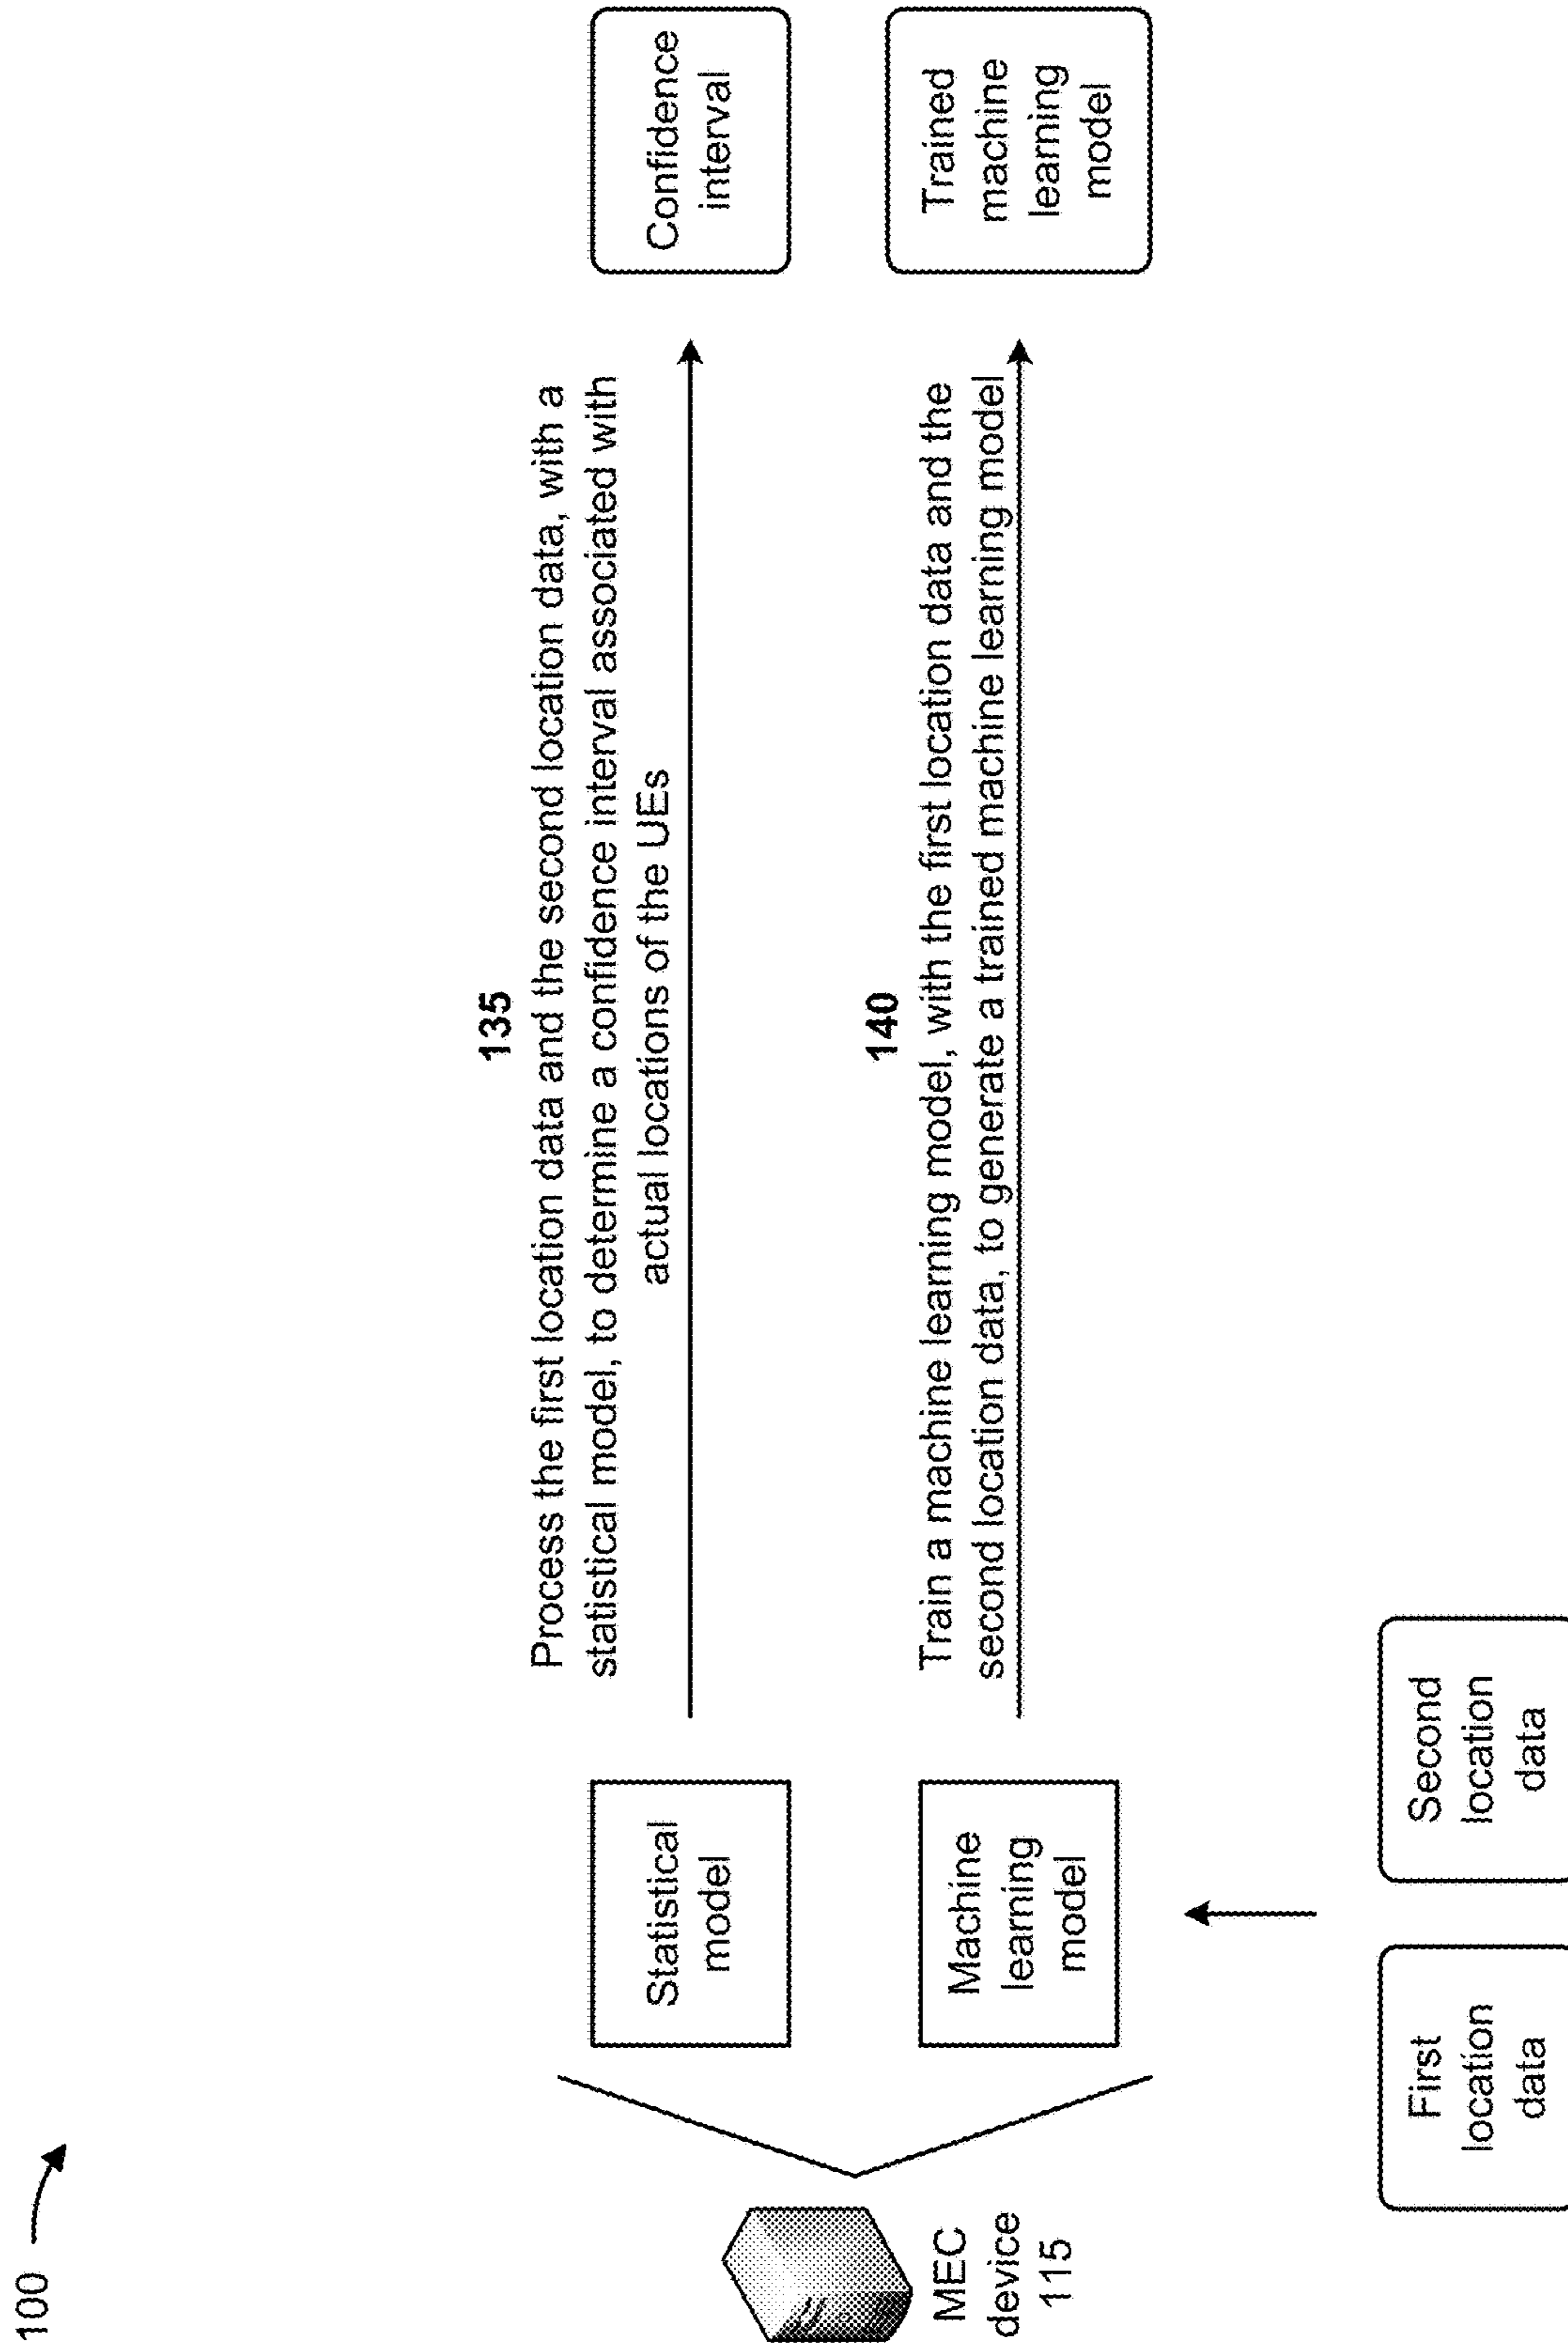 100
135
Process the first location data and the second location data, with a
statistical model, to determine a confidence interval associated with
actual locations of the UEs
Statistical
model
Confidence
interval
140
Train a machine learning model, with the first location data and the
second location data, to generate a trained machine learning model
Machine
learning
model
Trained
machine
learning
model
MEC
device
115
First
location
data
Second
location
data